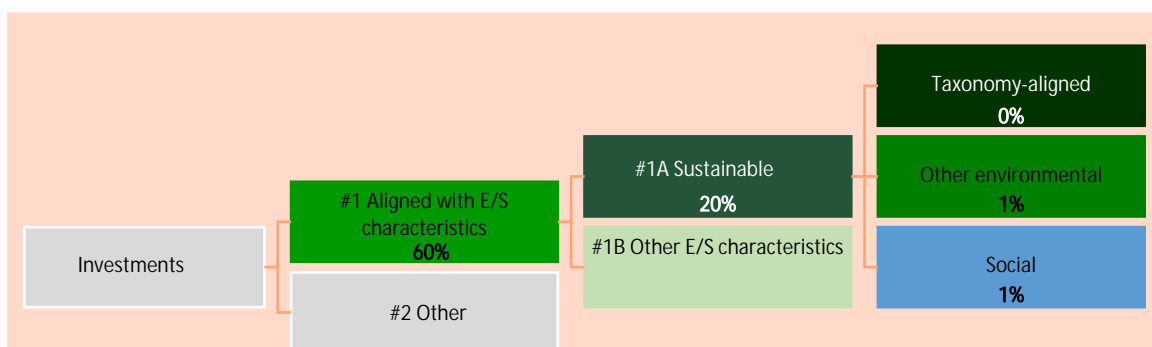 Investments
#1 Aligned with E/S
characteristics
60%
#2 Other
#1A Sustainable
20%
#1B Other E/S characteristics
Taxonomy-aligned
0%
Other environmental
1%
Social
1%